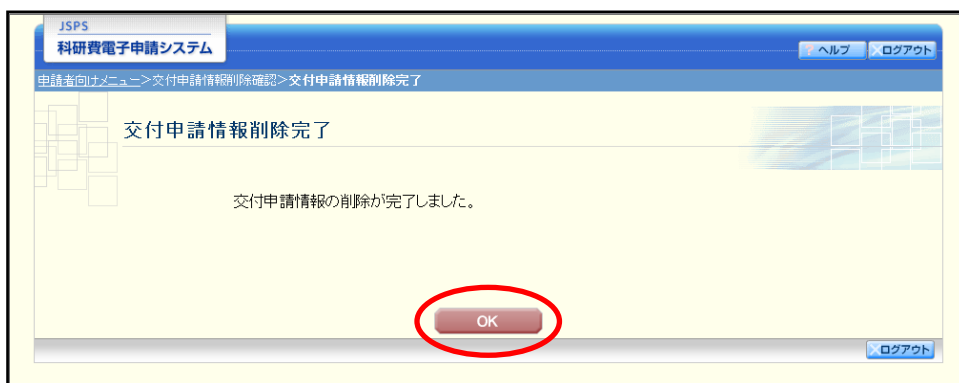 JSPS
科研費電子申請システム
? ヘルプ
×ログアウト
申請者向けメニュー>交付申請情報削除確認>交付申請情報削除完了
交付申請情報削除完了
交付申請情報の削除が完了しました。
OK
×ログアウト